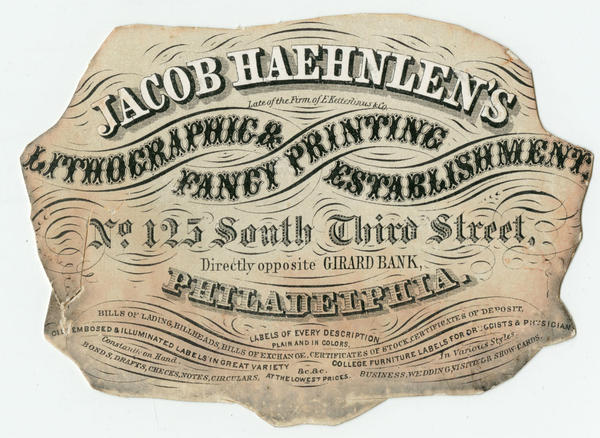 JACOB HAEHNLEN'S
Late of the Firm of E. Ketterlinus & Co.
LITHOGRAPHIC &
FANCY PRINTING
ESTABLISHMENT,
No. 125 South Third Street,
Directly opposite GIRARD BANK,
PHILADELPHIA.
BILLS OF LADING, BILLHEADS, BILLS OF EXCHANGE, CERTIFICATES OF STOCK, CERTIFICATES OF DEPOSIT,
LABELS OF EVERY DESCRIPTION,
PLAIN AND IN COLORS.
EMBOSED & ILLUMINATED LABELS IN GREAT VARIETY
COLLEGE FURNITURE LABELS FOR DRUGGISTS & PHYSICIAN
Constantly on Hand
In Various Styles.
BONDS, DRAFTS, CHECKS, NOTES, CIRCULARS,
&c. &c.
AT THE LOWEST PRICES.
BUSINESS, WEDDING, VISITING & SHOW-CARDS.